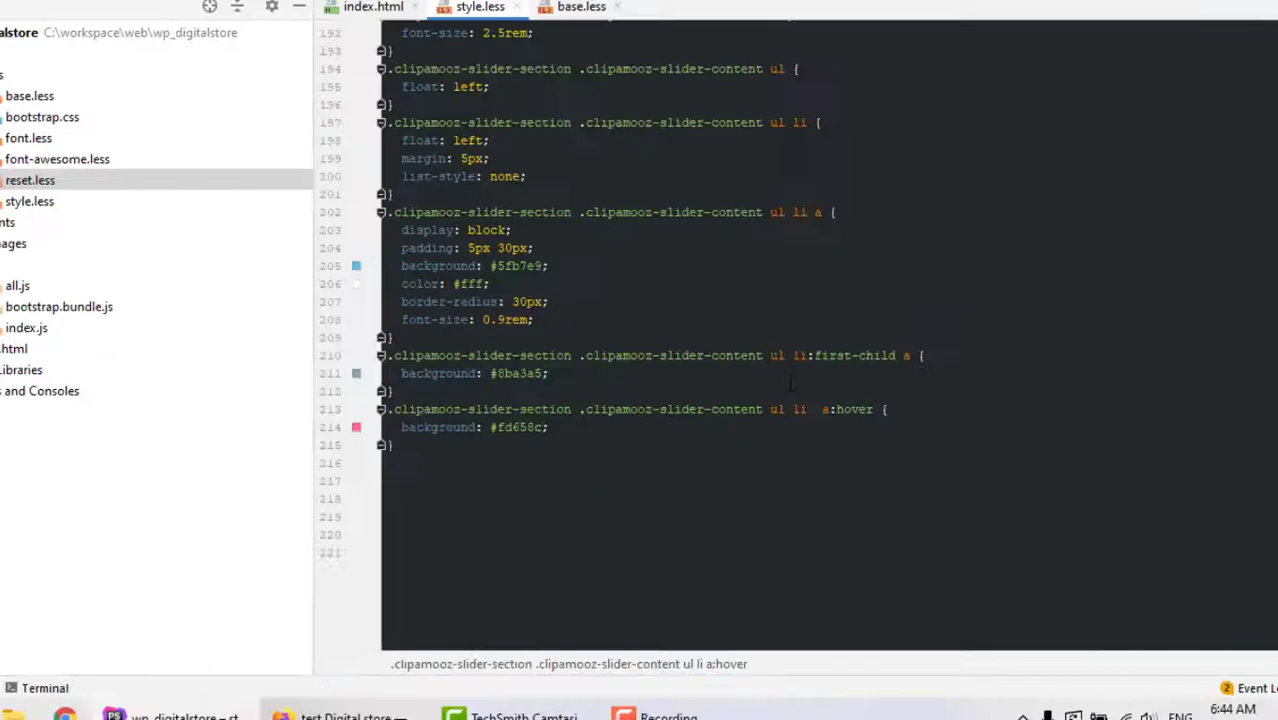 index.html
style.less
base.less
alstore C:\workspace\web\wp_digitalstore
s
base.less
bootstrap.css
font.less
font-awesome.less
reset.less
style.less
nts
ages
all.js
bootstrap.bundle.js
index.js
.html
Libraries
s and Consoles
192 font-size: 2.5rem;
193 }
194 .clipamooz-slider-section .clipamooz-slider-content ul {
195 float: left;
196 }
197 .clipamooz-slider-section .clipamooz-slider-content ul li {
198 float: left;
199 margin: 5px;
200 list-style: none;
201 }
202 .clipamooz-slider-section .clipamooz-slider-content ul li a {
203 display: block;
204 padding: 5px 30px;
205 background: #5fb7e9;
206 color: #fff;
207 border-radius: 30px;
208 font-size: 0.9rem;
209 }
210 .clipamooz-slider-section .clipamooz-slider-content ul li:first-child a {
211 background: #8ba3a5;
212 }
213 .clipamooz-slider-section .clipamooz-slider-content ul li  a:hover {
214 background: #fd658c;
215 }
216
217
218
219
220
221
.clipamooz-slider-section .clipamooz-slider-content ul li a:hover
Terminal
2 Event Lo
PS wp_digitalstore – st
test Digital store —
TechSmith Camtasi
Recording...
ENG
6:44 AM